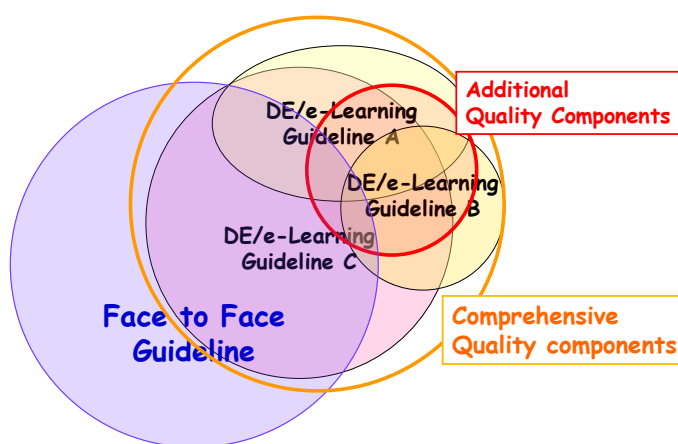 Additional
Quality Components
DE/e-Learning
Guideline A
DE/e-Learning
Guideline B
DE/e-Learning
Guideline C
Face to Face
Guideline
Comprehensive
Quality components